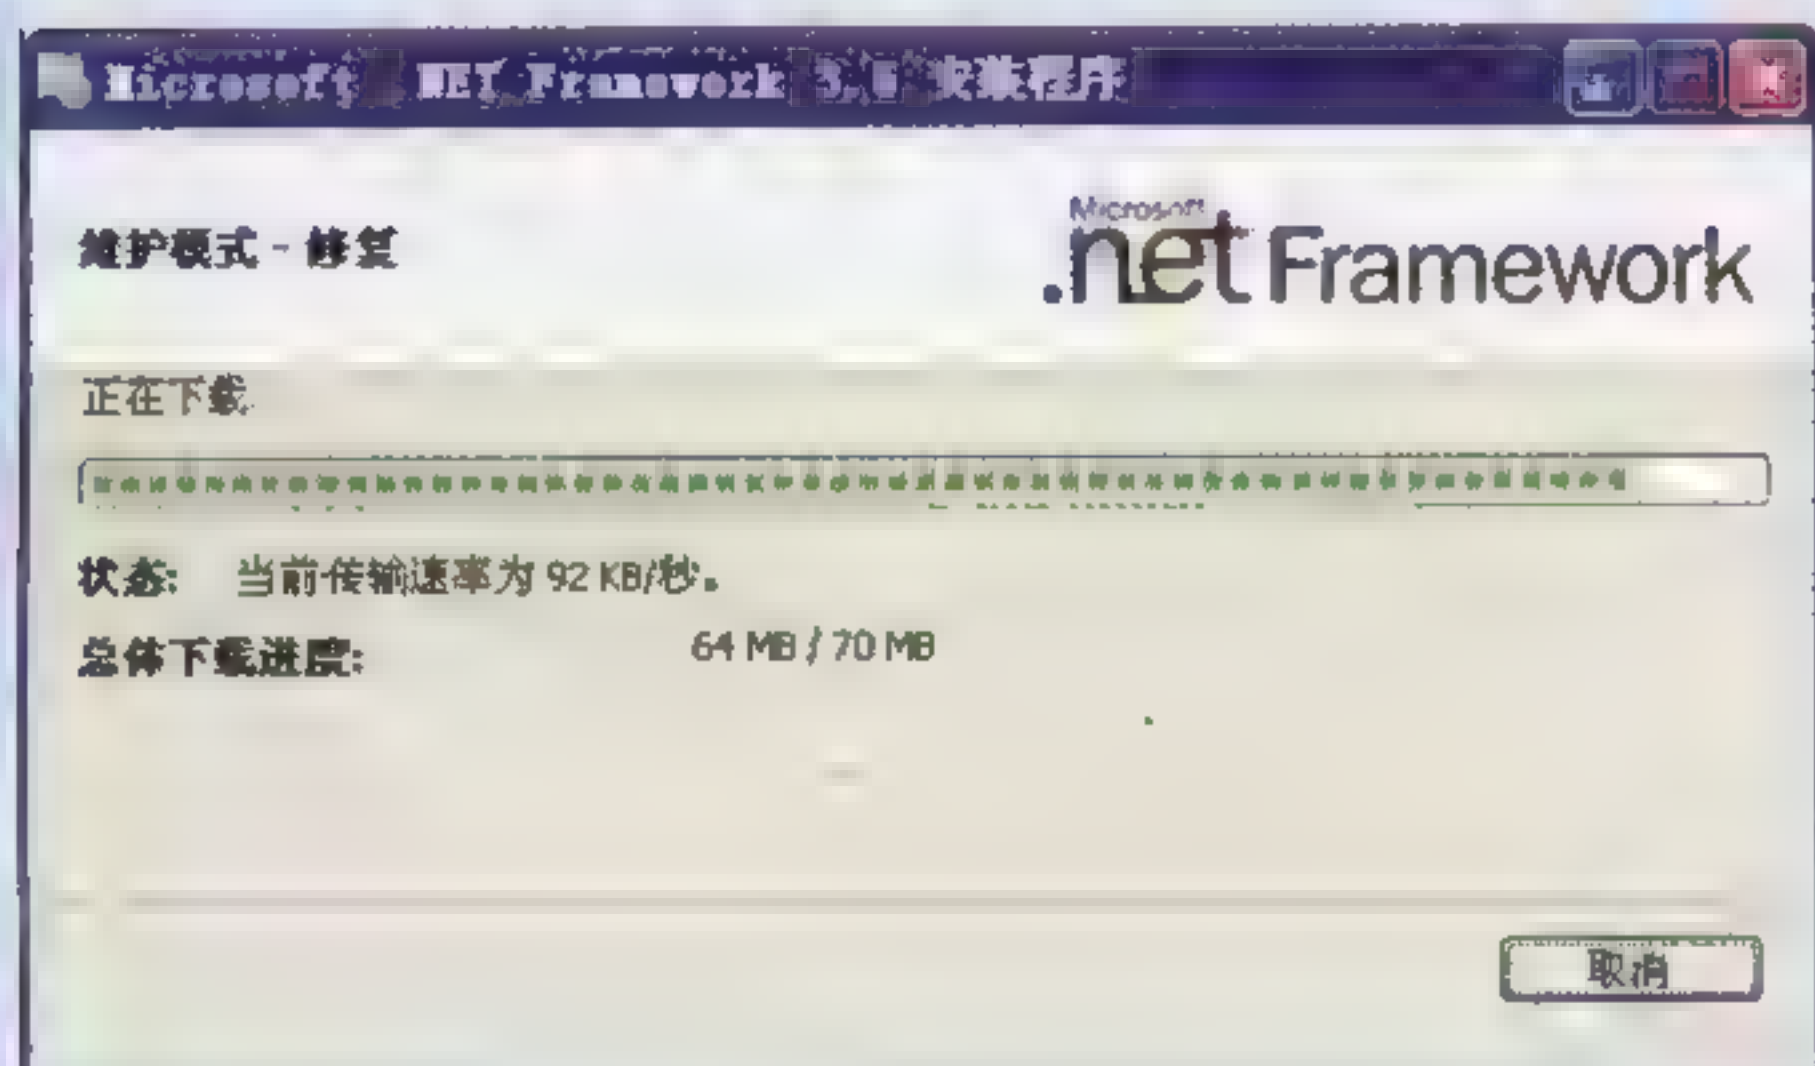 Microsoft .NET Framework 3.5 安装程序
维护模式 - 修复
Microsoft
.net Framework
正在下载
状态: 当前传输速率为 92 KB/秒。
总体下载进度: 64 MB / 70 MB
取消